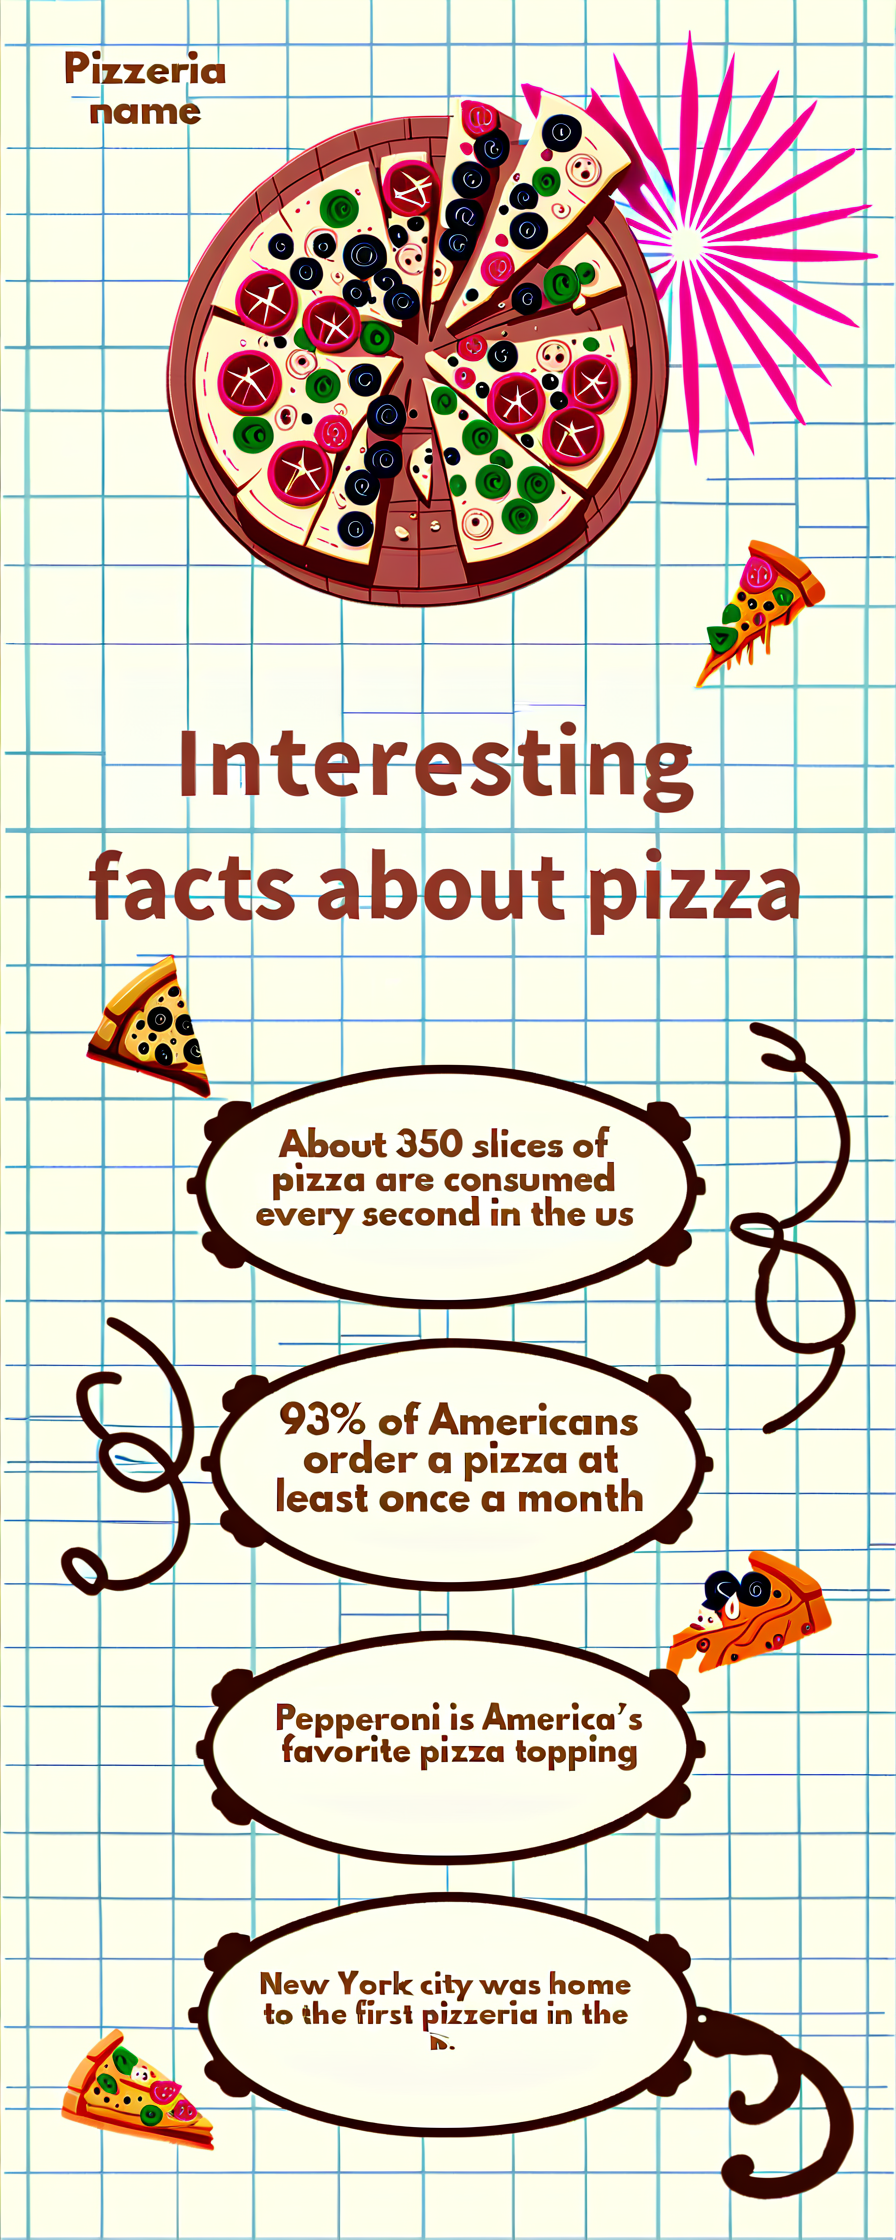 Pizzeria
name
Interesting
facts about pizza
About 350 slices of
pizza are consumed
every second in the us
93% of Americans
order a pizza at
least once a month
Pepperoni is America's
favorite pizza topping
New York city was home
to the first pizzeria in the